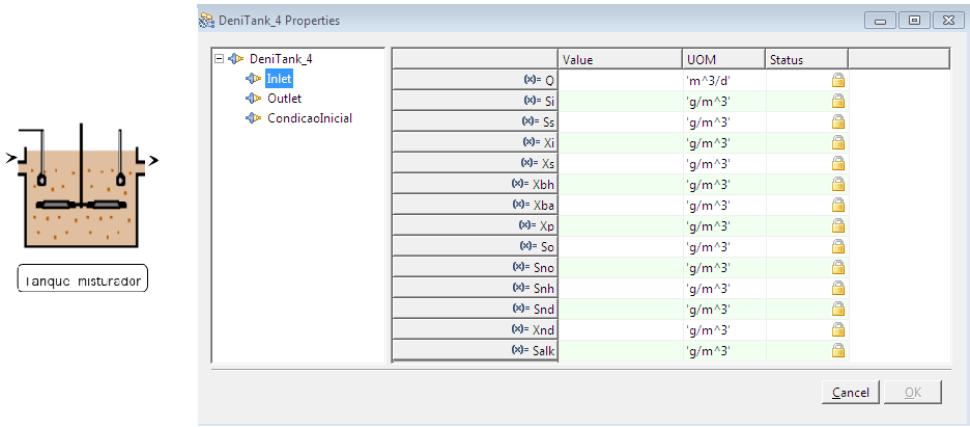 DeniTank_4 Properties
DeniTank_4
Inlet
Outlet
CondicaoInicial
Value UOM Status
(x)= Q 'm^3/d'
(x)= Si 'g/m^3'
(x)= Ss 'g/m^3'
(x)= Xi 'g/m^3'
(x)= Xs 'g/m^3'
(x)= Xbh 'g/m^3'
(x)= Xba 'g/m^3'
(x)= Xp 'g/m^3'
(x)= So 'g/m^3'
(x)= Sno 'g/m^3'
(x)= Snh 'g/m^3'
(x)= Snd 'g/m^3'
(x)= Xnd 'g/m^3'
(x)= Salk 'g/m^3'
Tanque misturador
Cancel OK